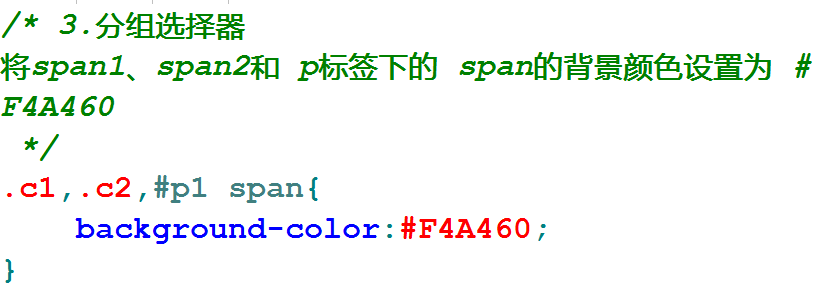 /* 3.分组选择器
将span1、span2和 p标签下的 span的背景颜色设置为 #
F4A460
*/
.c1,.c2,#p1 span{
    background-color:#F4A460;
}